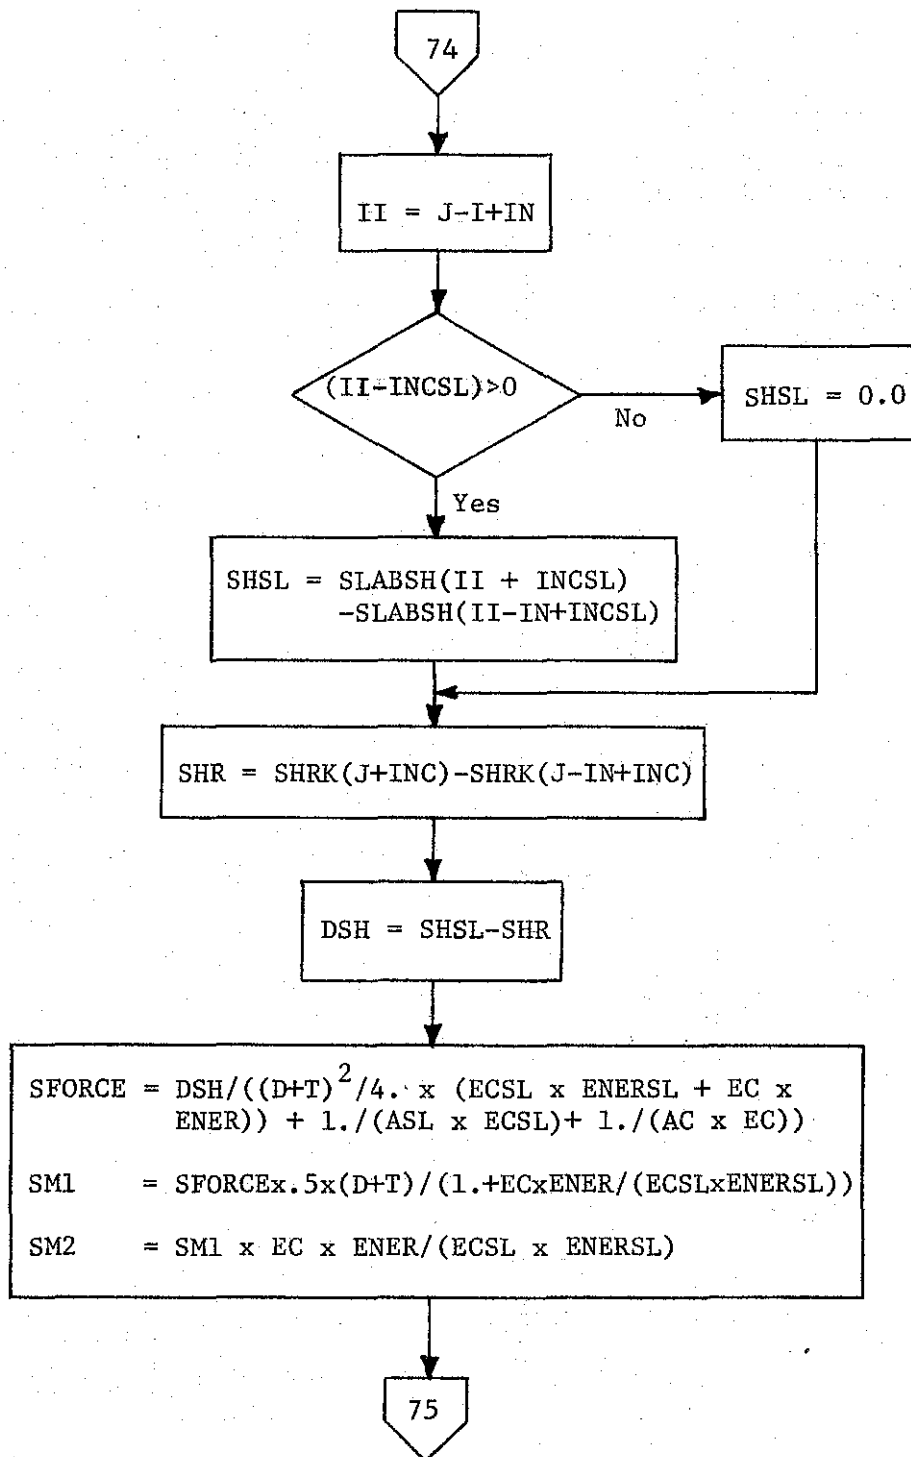 74
II = J-I+IN
(II-INCSL)>0
No
SHSL = 0.0
Yes
SHSL = SLABSH(II + INCSL)
-SLABSH(II-IN+INCSL)
SHR = SHRK(J+INC)-SHRK(J-IN+INC)
DSH = SHSL-SHR
SFORCE = DSH/((D+T)²/4. x (ECSL x ENERSL + EC x
ENER)) + 1./(ASL x ECSL)+ 1./(AC x EC))
SM1 = SFORCEx.5x(D+T)/(1.+ECxENER/(ECSLxENERSL))
SM2 = SM1 x EC x ENER/(ECSL x ENERSL)
75